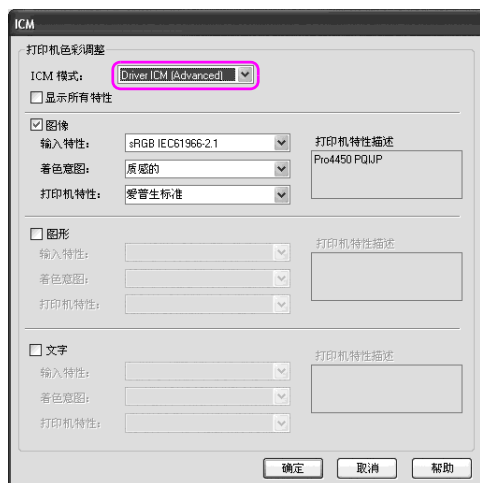 ICM
打印机色彩调整
ICM 模式： Driver ICM (Advanced)
显示所有特性
图像
输入特性： sRGB IEC61966-2.1 打印机特性描述
Pro4450 PQIJP
着色意图： 质感的
打印机特性： 爱普生标准
图形
输入特性： 打印机特性描述
着色意图：
打印机特性：
文字
输入特性： 打印机特性描述
着色意图：
打印机特性：
确定 取消 帮助